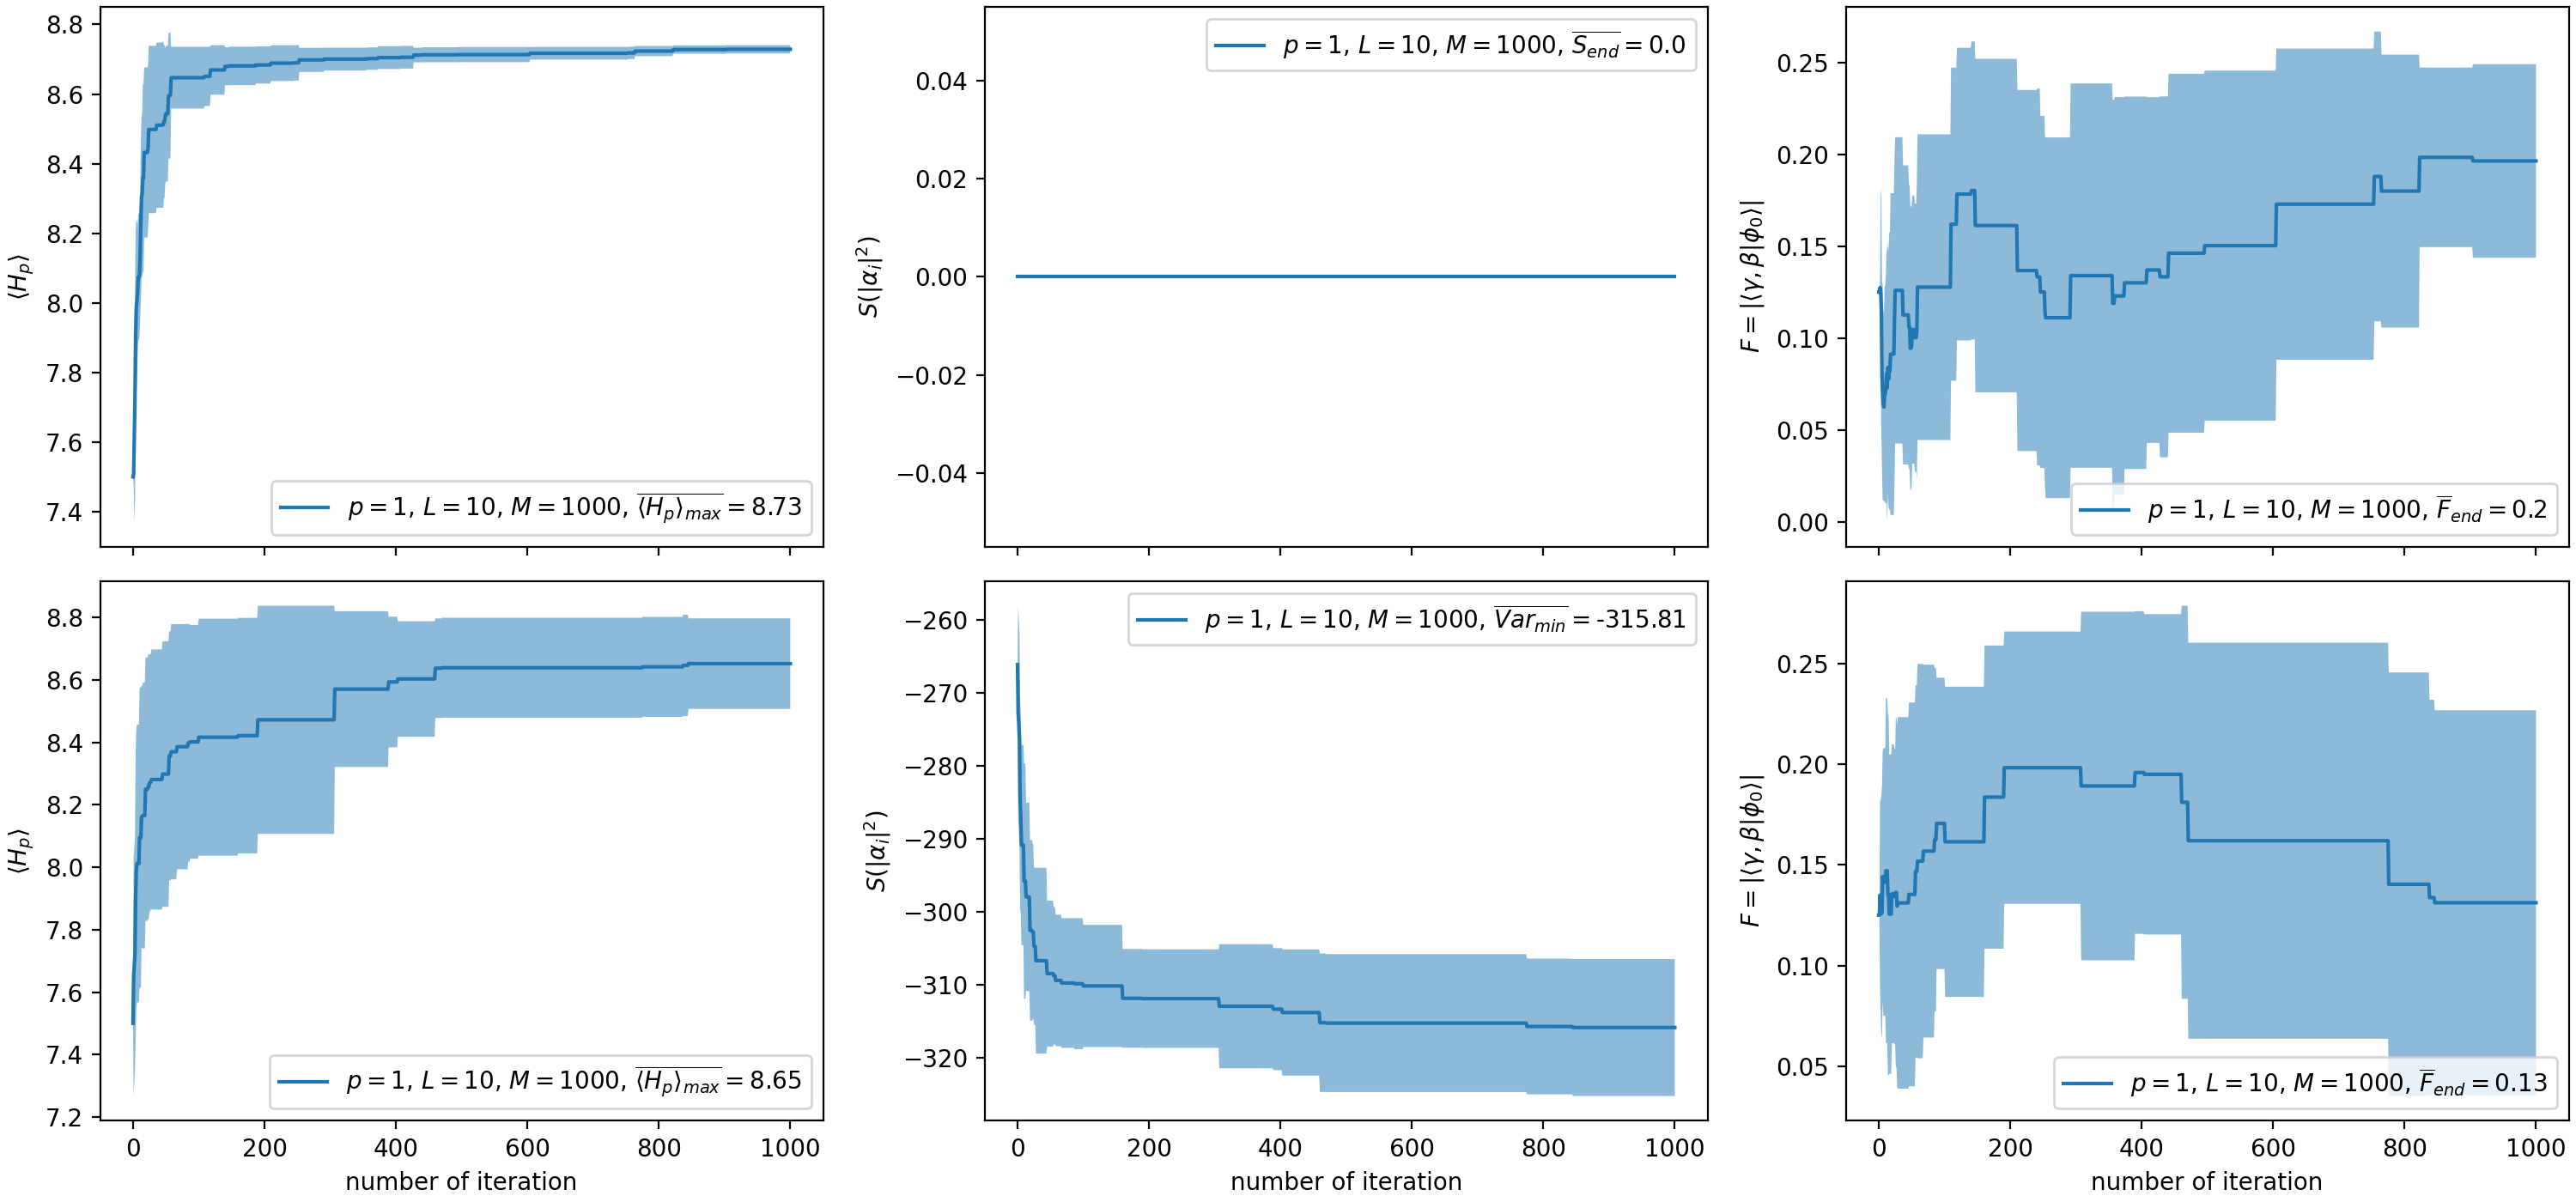 8.8
8.6
8.4
8.2
8.0
7.8
7.6
7.4
⟨H_p⟩
p = 1, L = 10, M = 1000, \overline{⟨H_p⟩_{max}} = 8.73
0.04
0.02
0.00
−0.02
−0.04
S(|α_i|²)
p = 1, L = 10, M = 1000, \overline{S_{end}} = 0.0
0.25
0.20
0.15
0.10
0.05
0.00
F = |⟨γ, β|ϕ_0⟩|
p = 1, L = 10, M = 1000, \overline{F}_{end} = 0.2
8.8
8.6
8.4
8.2
8.0
7.8
7.6
7.4
7.2
⟨H_p⟩
p = 1, L = 10, M = 1000, \overline{⟨H_p⟩_{max}} = 8.65
0 200 400 600 800 1000
number of iteration
−260
−270
−280
−290
−300
−310
−320
S(|α_i|²)
p = 1, L = 10, M = 1000, \overline{Var_{min}} = -315.81
0 200 400 600 800 1000
number of iteration
0.25
0.20
0.15
0.10
0.05
F = |⟨γ, β|ϕ_0⟩|
p = 1, L = 10, M = 1000, \overline{F}_{end} = 0.13
0 200 400 600 800 1000
number of iteration